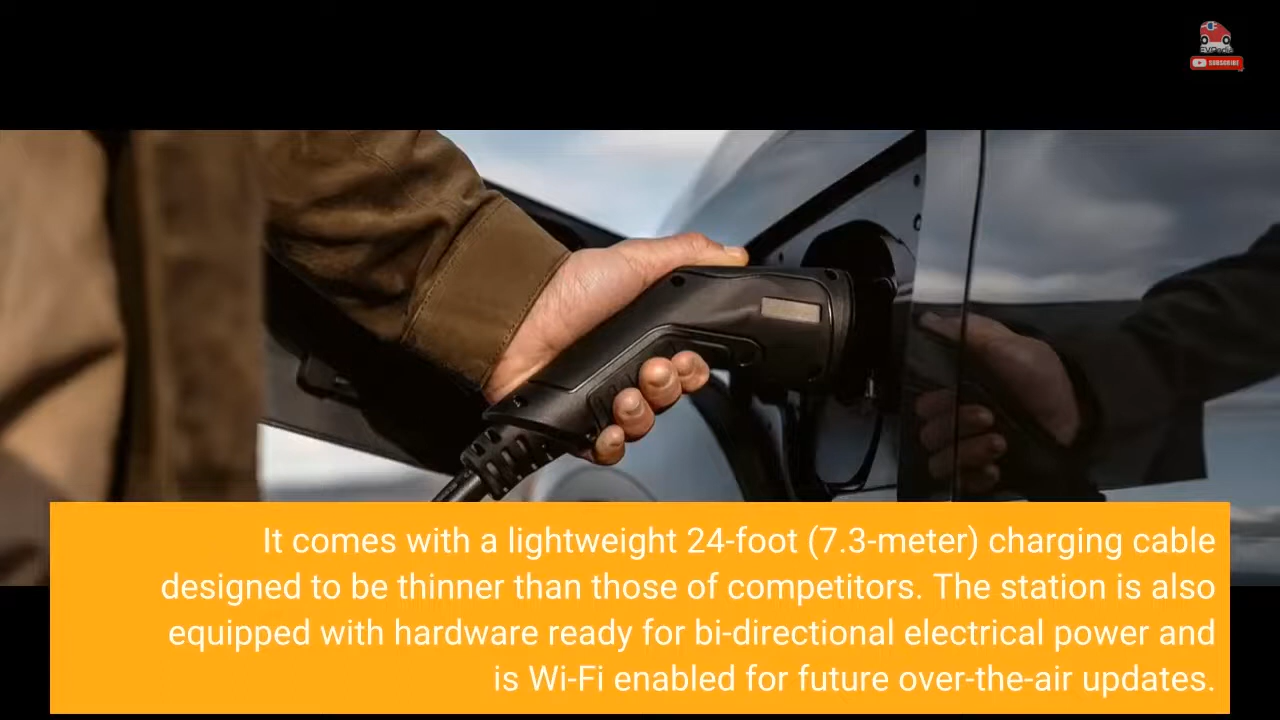 SUBSCRIBE
It comes with a lightweight 24-foot (7.3-meter) charging cable
designed to be thinner than those of competitors. The station is also
equipped with hardware ready for bi-directional electrical power and
is Wi-Fi enabled for future over-the-air updates.